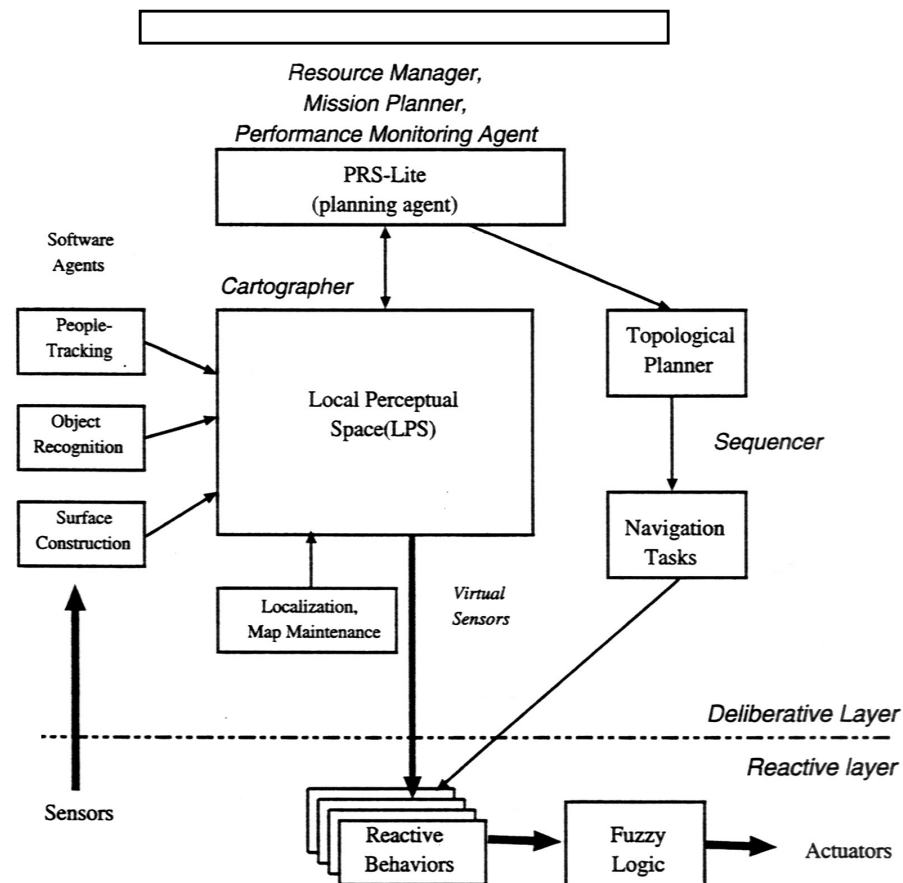 Resource Manager,
Mission Planner,
Performance Monitoring Agent
PRS-Lite
(planning agent)
Software
Agents
Cartographer
People-
Tracking
Object
Recognition
Surface
Construction
Local Perceptual
Space(LPS)
Topological
Planner
Sequencer
Navigation
Tasks
Localization,
Map Maintenance
Virtual
Sensors
Deliberative Layer
Reactive layer
Sensors
Reactive
Behaviors
Fuzzy
Logic
Actuators